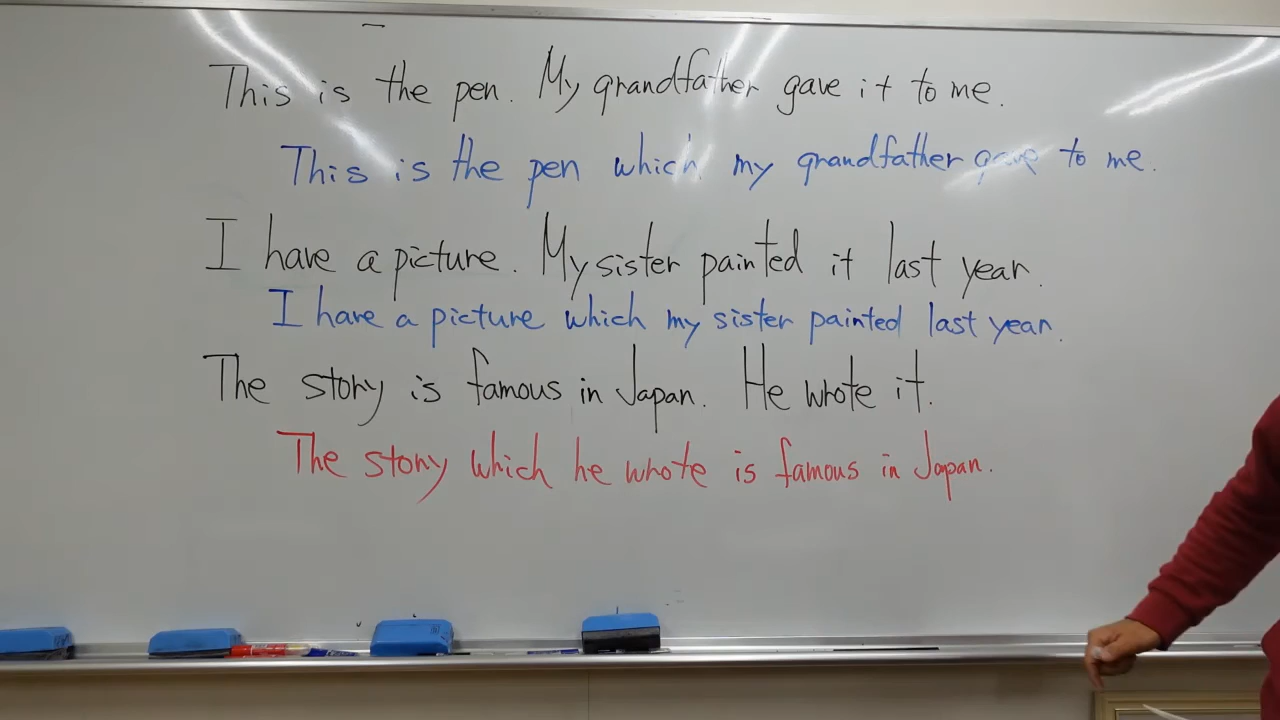 This is the pen. My grandfather gave it to me.
This is the pen which my grandfather gave to me.
I have a picture. My sister painted it last year.
I have a picture which my sister painted last year.
The story is famous in Japan. He wrote it.
The story which he wrote is famous in Japan.